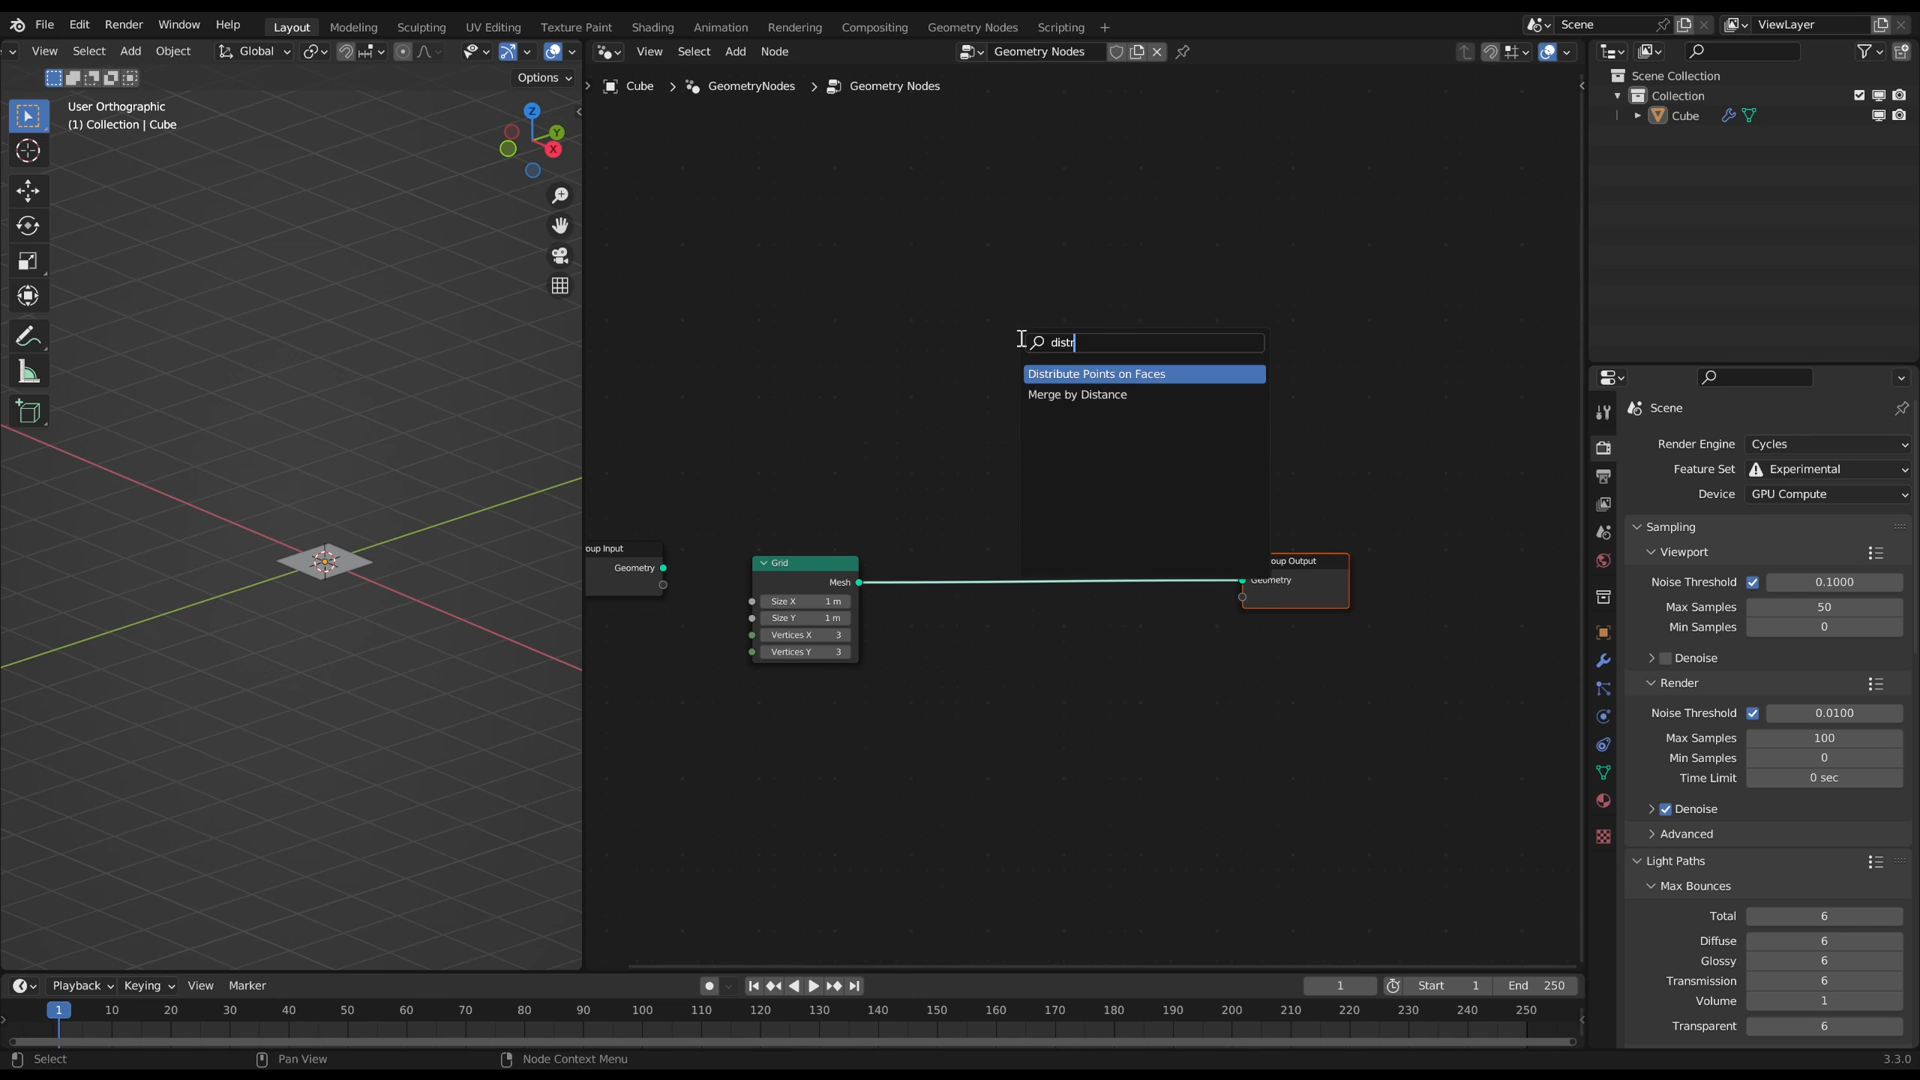 File Edit Render Window Help Layout Modeling Sculpting UV Editing Texture Paint Shading Animation Rendering Compositing Geometry Nodes Scripting + Scene ViewLayer
View Select Add Object Global View Select Add Node Geometry Nodes
Options
Cube > GeometryNodes > Geometry Nodes
User Orthographic
(1) Collection | Cube
Z
Y
X
distr
Distribute Points on Faces
Merge by Distance
oup Input
Geometry
Grid
Mesh
Size X 1 m
Size Y 1 m
Vertices X 3
Vertices Y 3
oup Output
Geometry
Scene Collection
Collection
Cube
Scene
Render Engine Cycles
Feature Set Experimental
Device GPU Compute
Sampling
Viewport
Noise Threshold 0.1000
Max Samples 50
Min Samples 0
Denoise
Render
Noise Threshold 0.0100
Max Samples 100
Min Samples 0
Time Limit 0 sec
Denoise
Advanced
Light Paths
Max Bounces
Total 6
Diffuse 6
Glossy 6
Transmission 6
Volume 1
Transparent 6
Playback Keying View Marker 1 Start 1 End 250
1 10 20 30 40 50 60 70 80 90 100 110 120 130 140 150 160 170 180 190 200 210 220 230 240 250
Select Pan View Node Context Menu 3.3.0